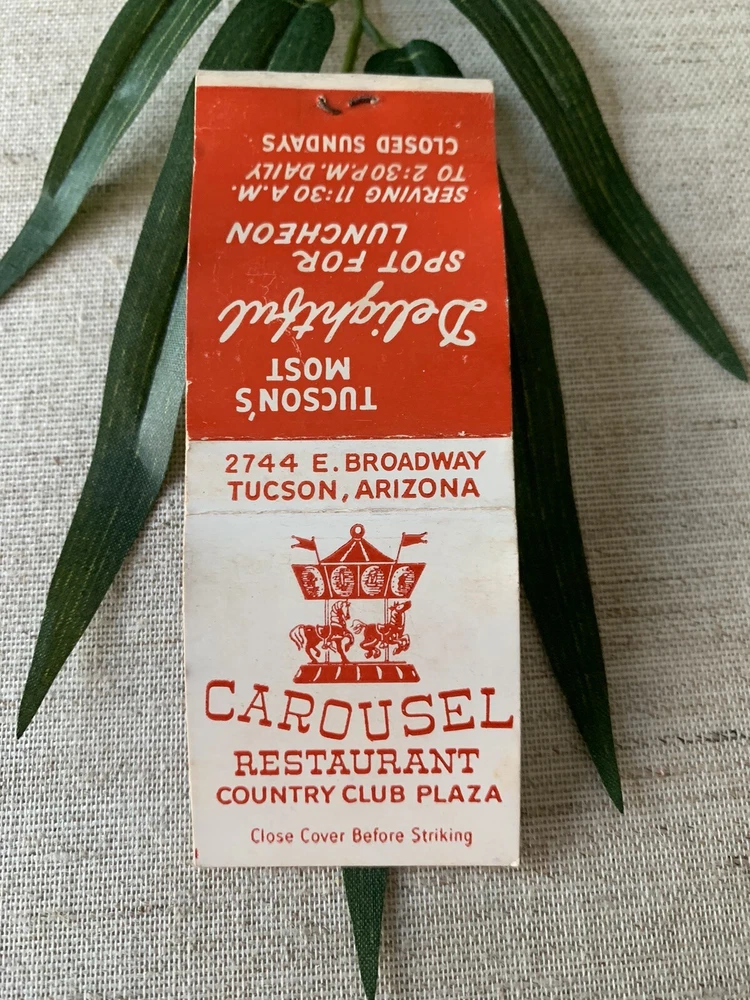 TUCSON'S
MOST
Delightful
SPOT FOR
LUNCHEON
SERVING 11:30 A.M.
TO 2:30 P.M. DAILY
CLOSED SUNDAYS
2744 E. BROADWAY
TUCSON, ARIZONA
CAROUSEL
RESTAURANT
COUNTRY CLUB PLAZA
Close Cover Before Striking